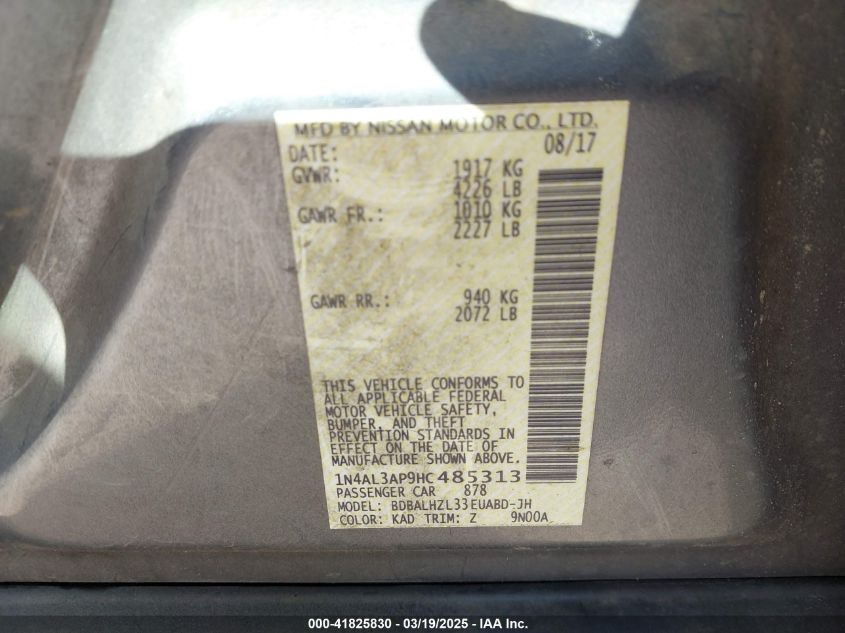 MFD BY NISSAN MOTOR CO., LTD.
DATE: 08/17
GVWR: 1917 KG
4226 LB
GAWR FR.: 1010 KG
2227 LB
GAWR RR.: 940 KG
2072 LB
THIS VEHICLE CONFORMS TO
ALL APPLICABLE FEDERAL
MOTOR VEHICLE SAFETY,
BUMPER, AND THEFT
PREVENTION STANDARDS IN
EFFECT ON THE DATE OF
MANUFACTURE SHOWN ABOVE.
1N4AL3AP9HC485313
PASSENGER CAR 878
MODEL: BDBALHZL33EUABD-JH
COLOR: KAD TRIM: Z 9N00A
000-41825830 - 03/19/2025 - IAA Inc.